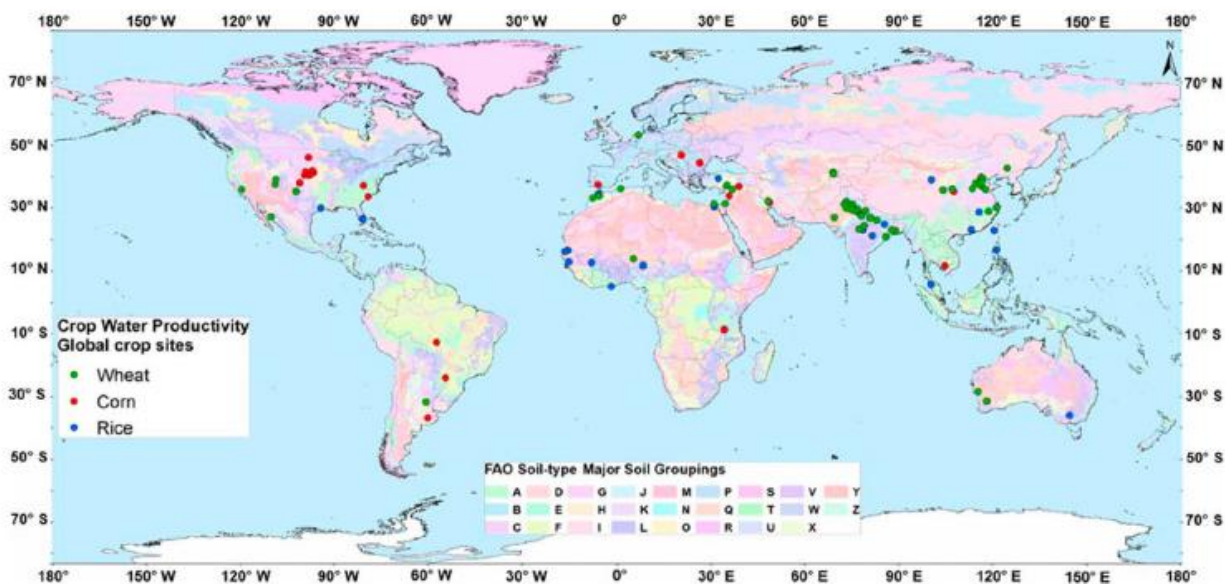 180° 150° W 120° W 90° W 60° W 30° W 0° 30° E 60° E 90° E 120° E 150° E 180°
N
70° N 70° N
50° N 50° N
30° N 30° N
10° N 10° N
10° S 10° S
30° S 30° S
50° S 50° S
70° S 70° S
Crop Water Productivity
Global crop sites
Wheat
Corn
Rice
FAO Soil-type Major Soil Groupings
A D G J M P S V Y
B E H K N Q T W Z
C F I L O R U X
180° 150° W 120° W 90° W 60° W 30° W 0° 30° E 60° E 90° E 120° E 150° E 180°